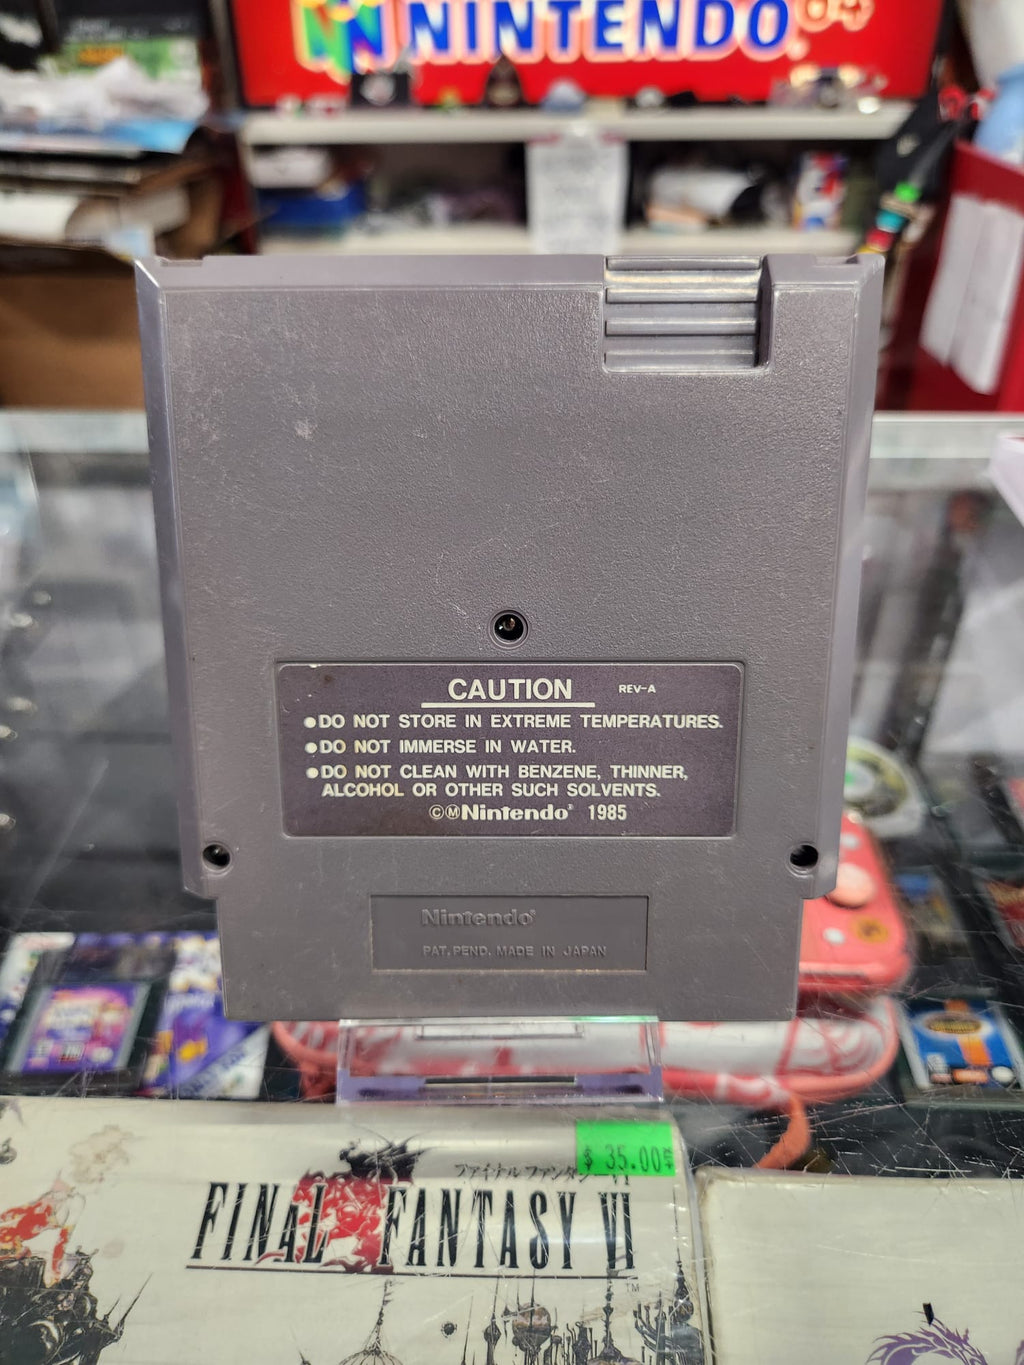 NINTENDO 64
CAUTION REV-A
●DO NOT STORE IN EXTREME TEMPERATURES.
●DO NOT IMMERSE IN WATER.
●DO NOT CLEAN WITH BENZENE, THINNER,
ALCOHOL OR OTHER SUCH SOLVENTS.
©Ⓜ Nintendo® 1985
Nintendo®
PAT. PEND. MADE IN JAPAN
$ 35.00
ファイナルファンタジーVI
FINAL FANTASY VI
TM